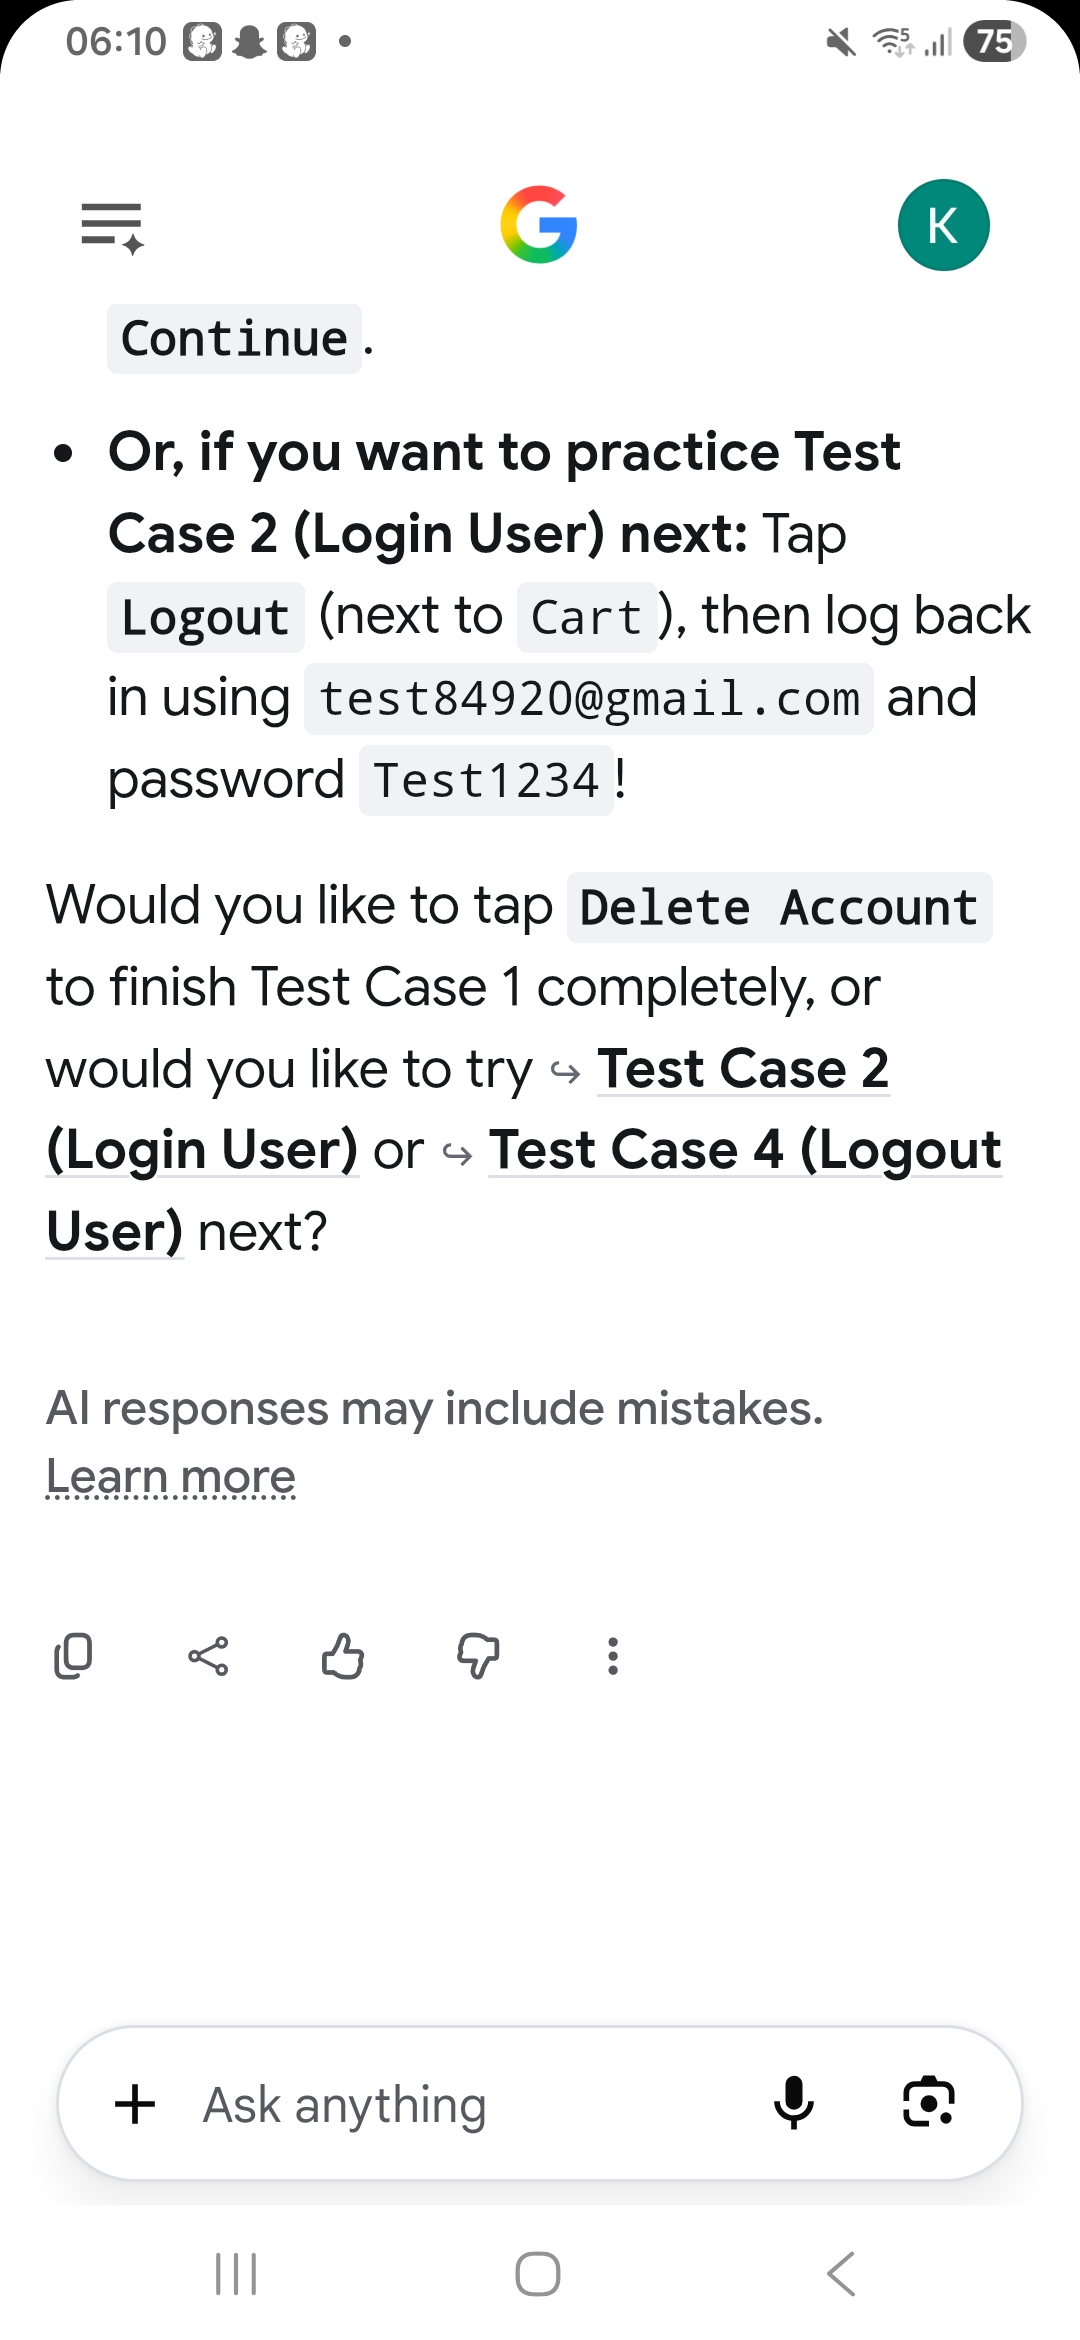 06:10
5
75
K
Continue.
• Or, if you want to practice Test
Case 2 (Login User) next: Tap
Logout (next to Cart), then log back
in using test84920@gmail.com and
password Test1234!
Would you like to tap Delete Account
to finish Test Case 1 completely, or
would you like to try ↪ Test Case 2
(Login User) or ↪ Test Case 4 (Logout
User) next?
AI responses may include mistakes.
Learn more
Ask anything